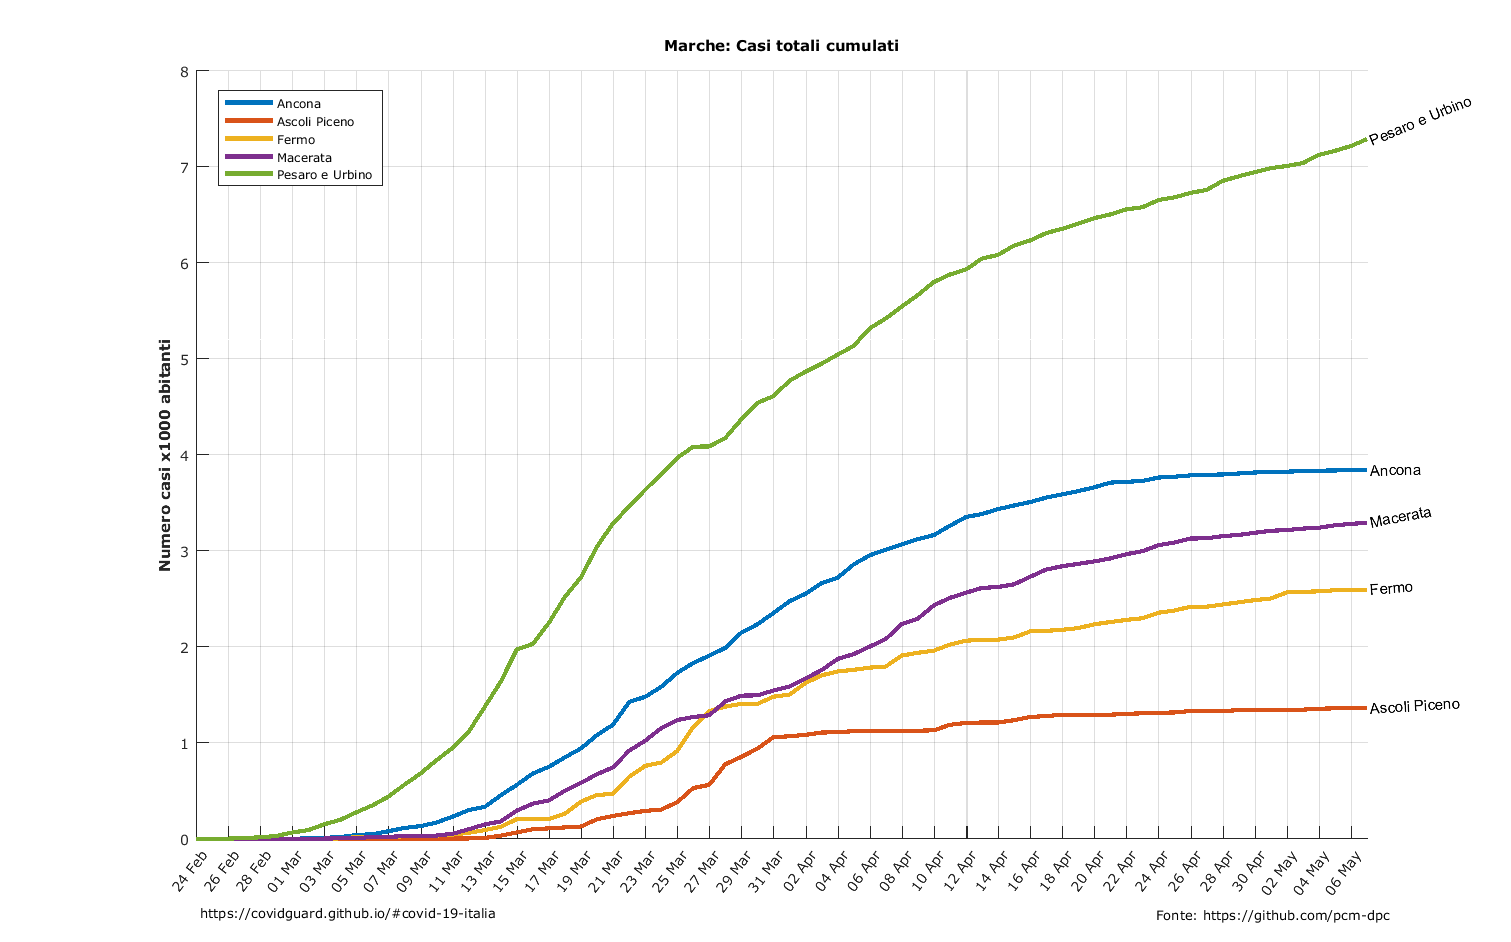 Marche: Casi totali cumulati
Numero casi x1000 abitanti
8
7
6
5
4
3
2
1
0
Ancona
Ascoli Piceno
Fermo
Macerata
Pesaro e Urbino
Pesaro e Urbino
Ancona
Macerata
Fermo
Ascoli Piceno
24 Feb
26 Feb
28 Feb
01 Mar
03 Mar
05 Mar
07 Mar
09 Mar
11 Mar
13 Mar
15 Mar
17 Mar
19 Mar
21 Mar
23 Mar
25 Mar
27 Mar
29 Mar
31 Mar
02 Apr
04 Apr
06 Apr
08 Apr
10 Apr
12 Apr
14 Apr
16 Apr
18 Apr
20 Apr
22 Apr
24 Apr
26 Apr
28 Apr
30 Apr
02 May
04 May
06 May
https://covidguard.github.io/#covid-19-italia
Fonte: https://github.com/pcm-dpc